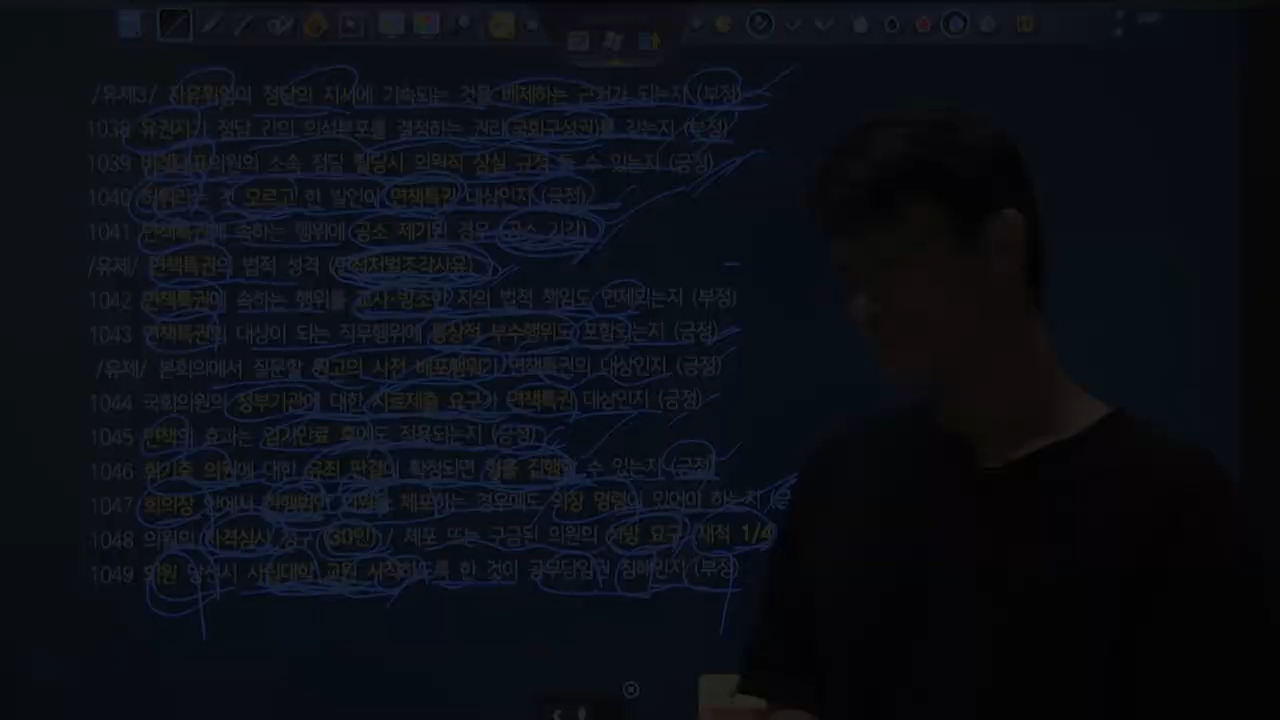 /유제3/ 자유위임이 정당의 지시에 기속되는 것을 배제하는 근거가 되는지 (부정)
1038 유권자가 정당 간의 의석분포를 결정하는 권리(국회구성권)를 갖는지 (부정)
1039 비례대표의원의 소속 정당 탈당시 의원직 상실 규정 둘 수 있는지 (긍정)
1040 허위라는 것 모르고 한 발언이 면책특권 대상인지 (긍정)
1041 면책특권에 속하는 행위에 공소 제기된 경우 (공소 기각)
/유제/ 면책특권의 법적 성격 (인적처벌조각사유)
1042 면책특권에 속하는 행위를 교사·방조한 자의 법적 책임도 면제되는지 (부정)
1043 면책특권의 대상이 되는 직무행위에 통상적 부수행위도 포함되는지 (긍정)
/유제/ 본회의에서 질문할 원고의 사전 배포행위가 면책특권의 대상인지 (긍정)
1044 국회의원의 정부기관에 대한 자료제출 요구가 면책특권 대상인지 (긍정)
1045 면책의 효과는 임기만료 후에도 적용되는지 (긍정)
1046 회기중 의원에 대한 유죄 판결이 확정되면 형을 집행할 수 있는지 (긍정)
1047 회의장 안에서 현행범인 의원을 체포하는 경우에도 의장 명령이 있어야 하는지
1048 의원의 자격심사 청구 (30인) / 체포 또는 구금된 의원의 석방 요구 (재적 1/4)
1049 의원 당선시 사립대학 교원 사직하도록 한 것이 공무담임권 침해인지 (부정)